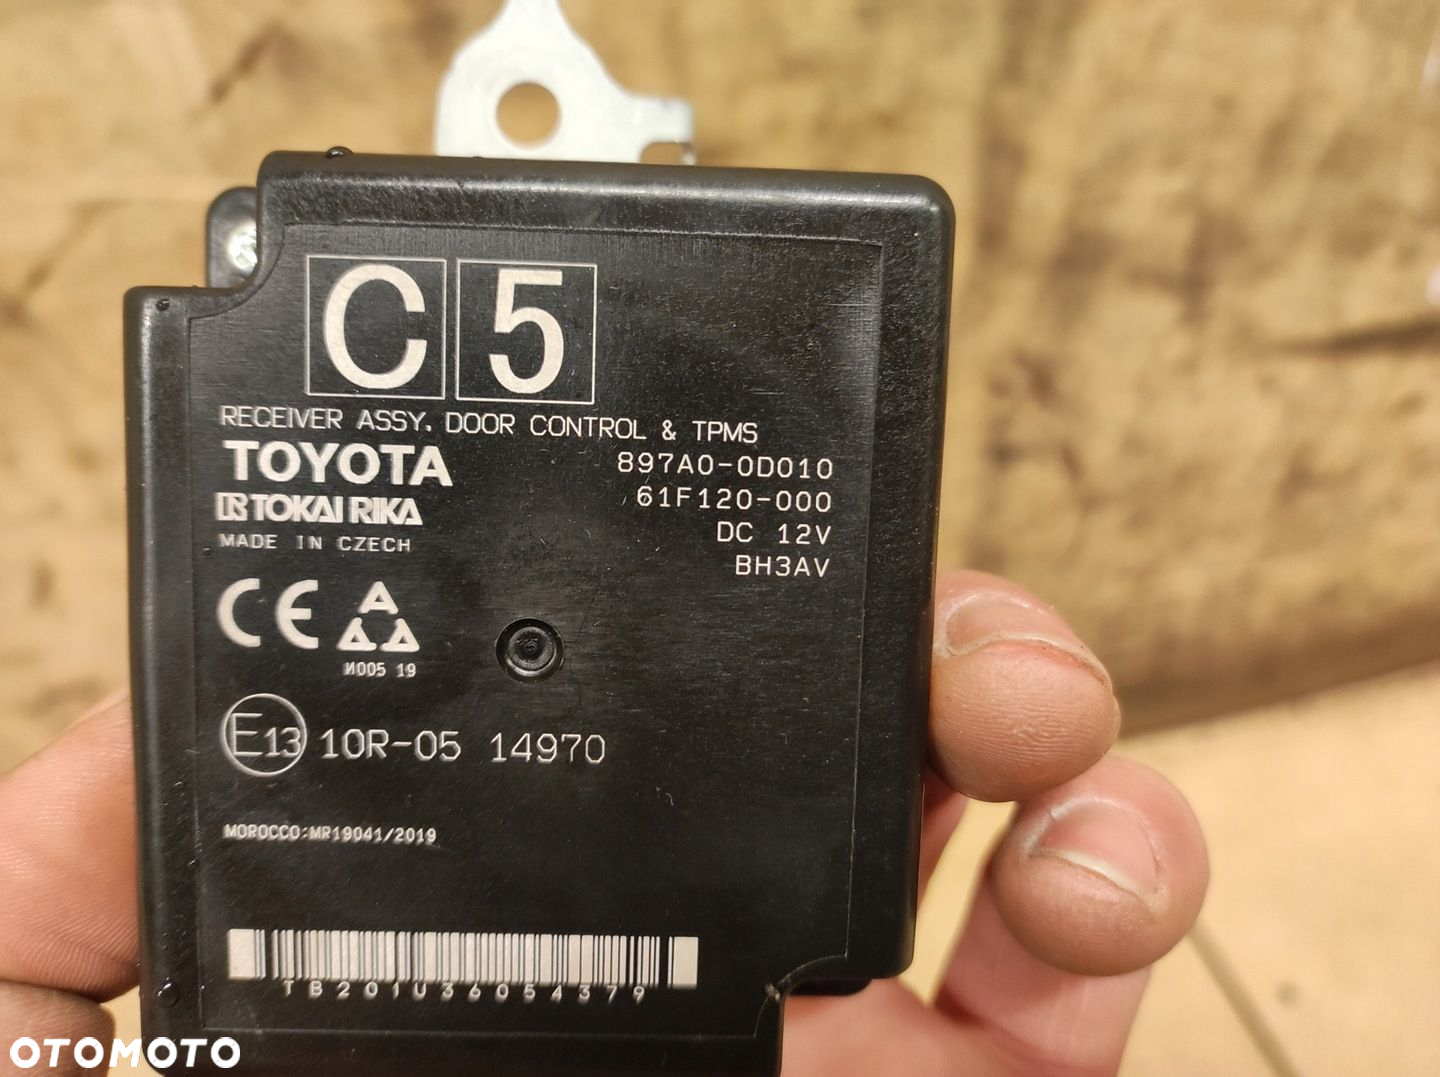 C 5
RECEIVER ASSY, DOOR CONTROL & TPMS
TOYOTA 897A0-0D010
TOKAI RIKA 61F120-000
MADE IN CZECH DC 12V
BH3AV
CE
И005 19
E13 10R-05 14970
MOROCCO:MR19041/2019
TB201U36054379
OTOMOTO